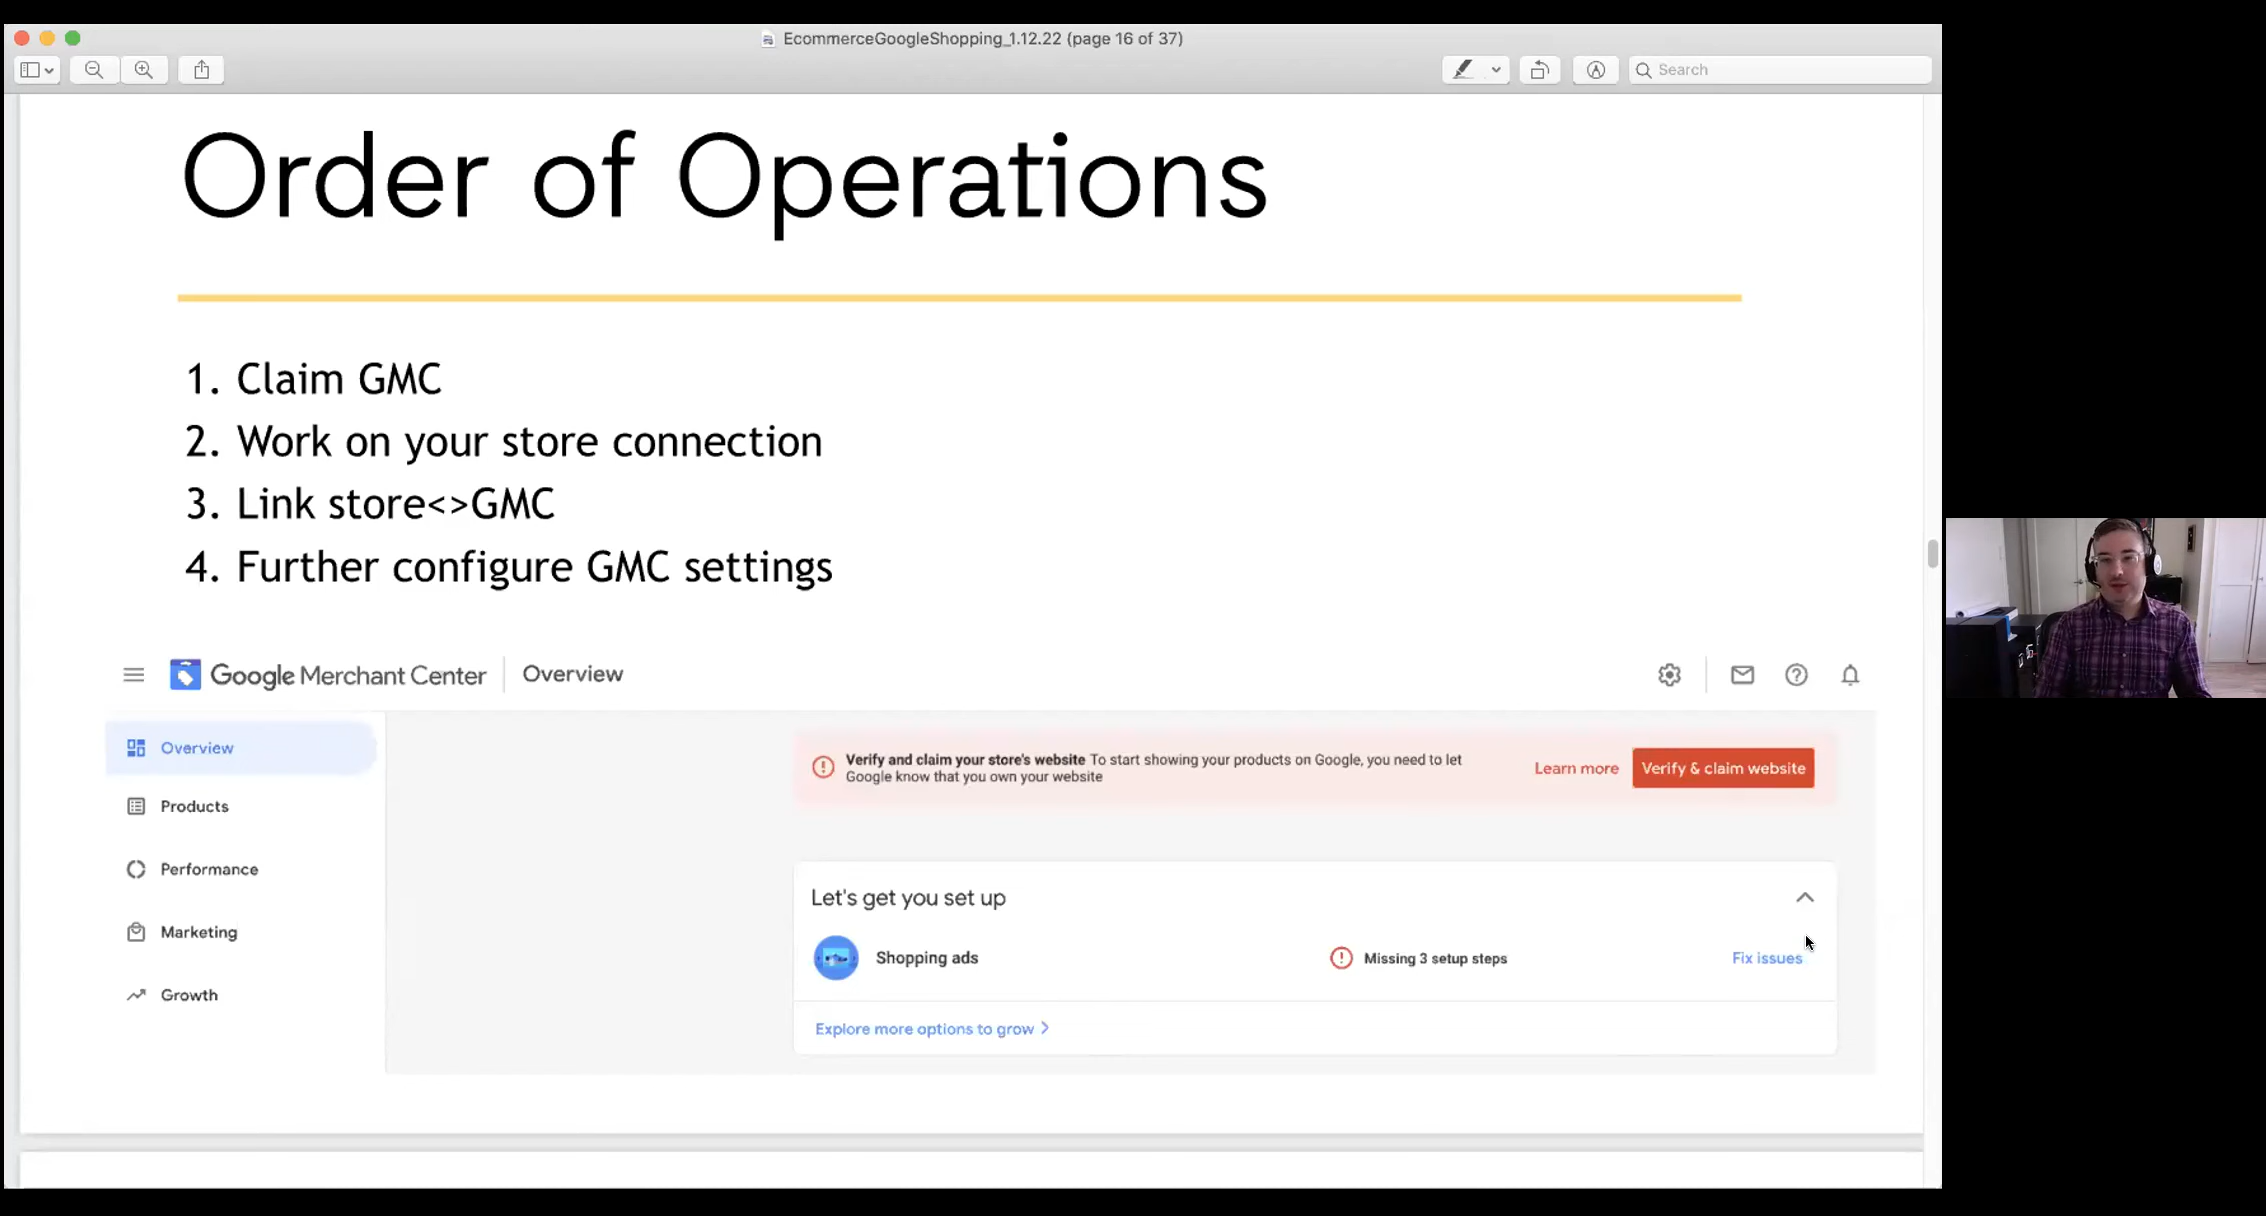 EcommerceGoogleShopping_1.12.22 (page 16 of 37)
Search
Order of Operations
1. Claim GMC
2. Work on your store connection
3. Link store<>GMC
4. Further configure GMC settings
Google Merchant Center
Overview
Overview
Products
Performance
Marketing
Growth
Verify and claim your store's website To start showing your products on Google, you need to let
Google know that you own your website
Learn more
Verify & claim website
Let's get you set up
Shopping ads
Missing 3 setup steps
Fix issues
Explore more options to grow